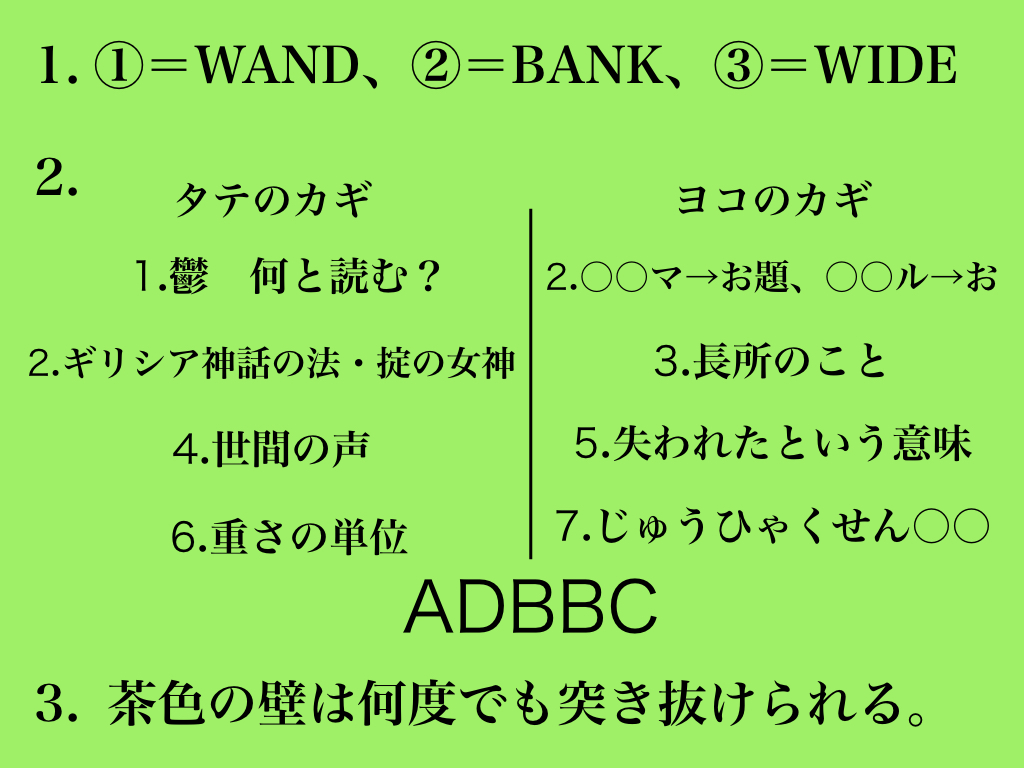 1. ①＝WAND、②＝BANK、③＝WIDE
2.
タテのカギ
1.鬱　何と読む？
2.ギリシア神話の法・掟の女神
4.世間の声
6.重さの単位
ヨコのカギ
2.○○マ→お題、○○ル→お
3.長所のこと
5.失われたという意味
7.じゅうひゃくせん○○
ADBBC
3. 茶色の壁は何度でも突き抜けられる。